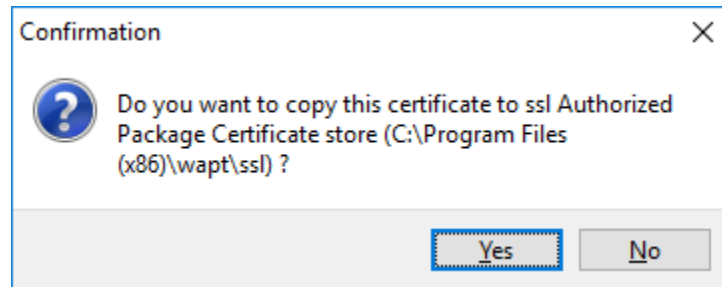 Confirmation
Do you want to copy this certificate to ssl Authorized
Package Certificate store (C:\Program Files
(x86)\wapt\ssl) ?
Yes
No